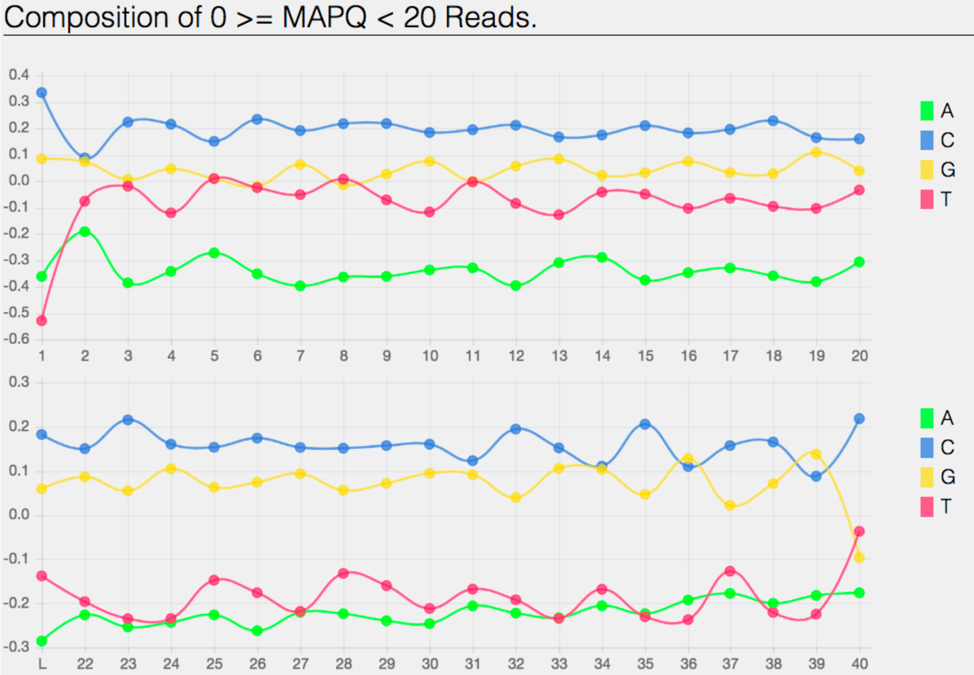 Composition of 0 >= MAPQ < 20 Reads.
0.4
0.3
0.2
0.1
0.0
-0.1
-0.2
-0.3
-0.4
-0.5
-0.6
1 2 3 4 5 6 7 8 9 10 11 12 13 14 15 16 17 18 19 20
A
C
G
T
0.3
0.2
0.1
0.0
-0.1
-0.2
-0.3
L 22 23 24 25 26 27 28 29 30 31 32 33 34 35 36 37 38 39 40
A
C
G
T